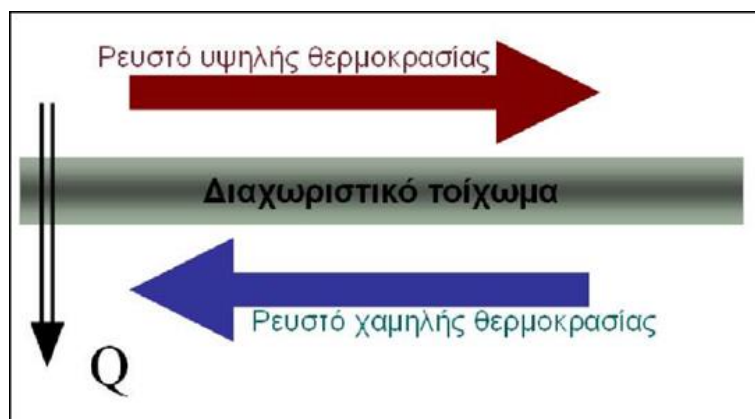 Ρευστό υψηλής θερμοκρασίας
Διαχωριστικό τοίχωμα
Ρευστό χαμηλής θερμοκρασίας
Q